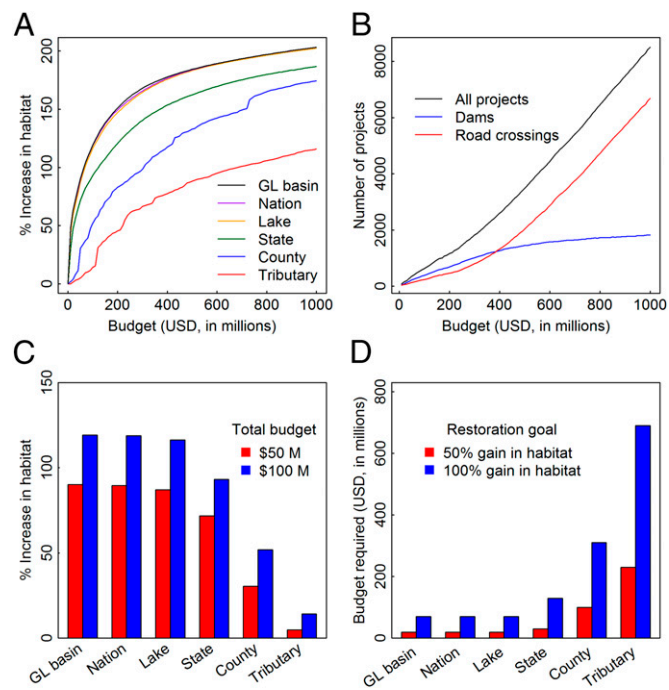 A
% Increase in habitat
200
150
100
50
0
GL basin
Nation
Lake
State
County
Tributary
0 200 400 600 800 1000
Budget (USD, in millions)
B
Number of projects
8000
6000
4000
2000
0
All projects
Dams
Road crossings
0 200 400 600 800 1000
Budget (USD, in millions)
C
% Increase in habitat
150
100
50
0
Total budget
$50 M
$100 M
GL basin
Nation
Lake
State
County
Tributary
D
Budget required (USD, in millions)
800
600
400
200
0
Restoration goal
50% gain in habitat
100% gain in habitat
GL basin
Nation
Lake
State
County
Tributary